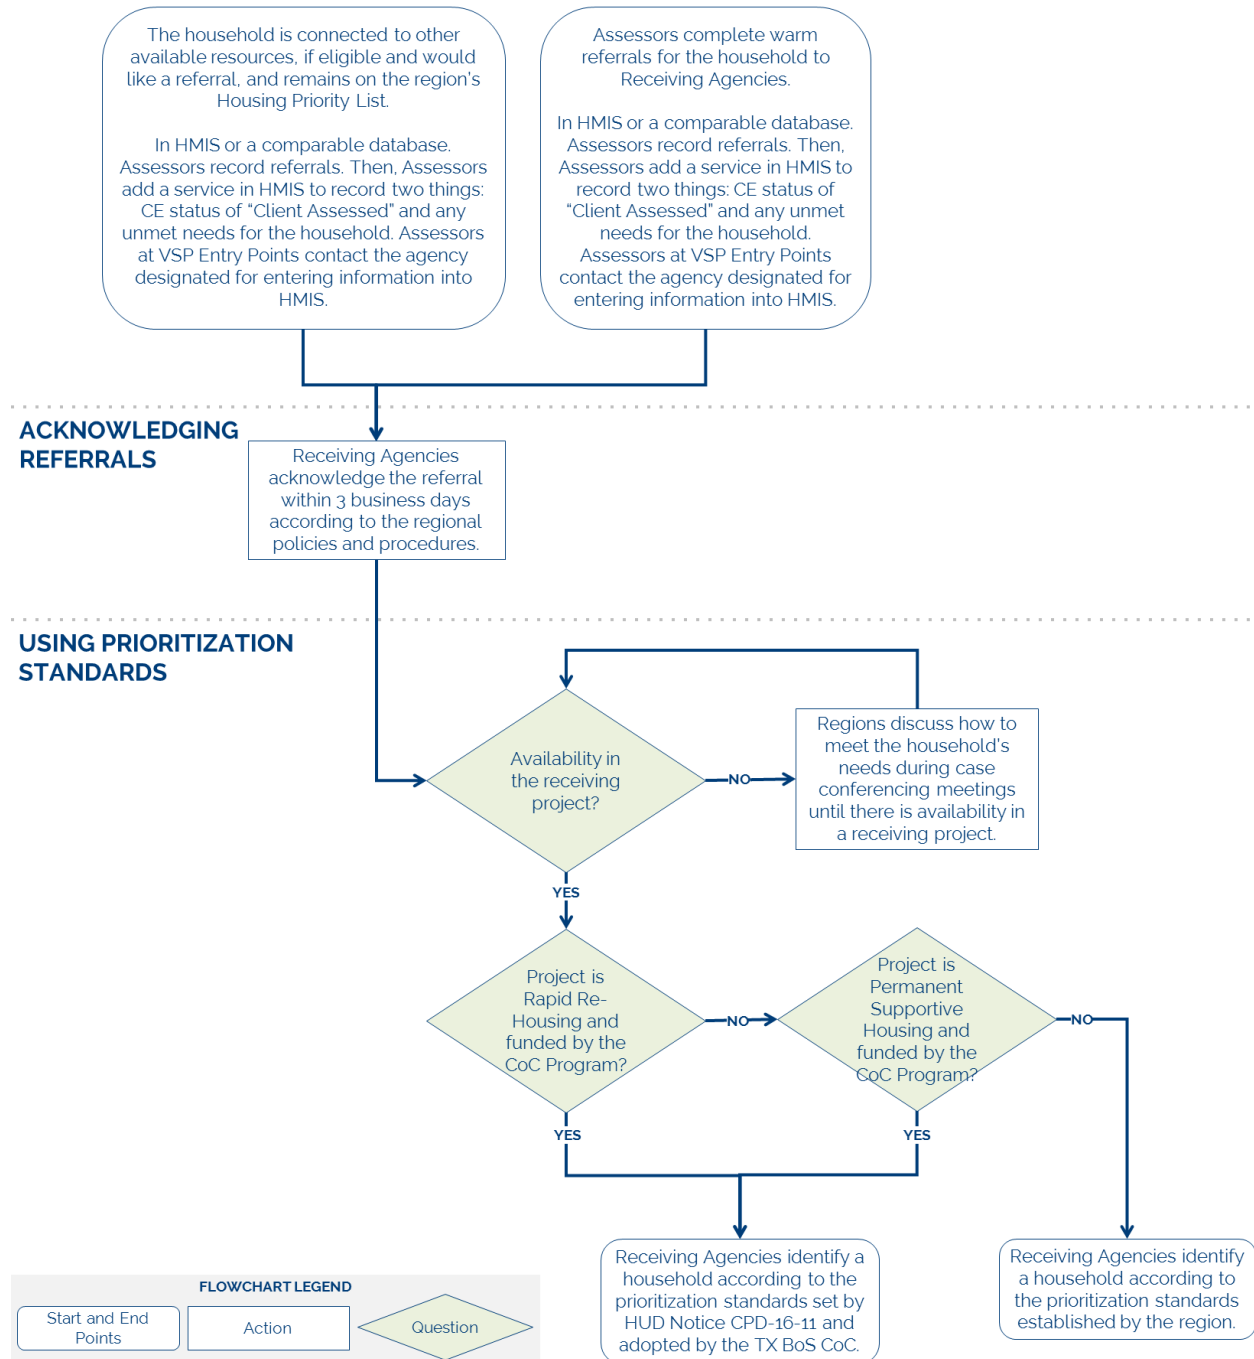 The household is connected to other
available resources, if eligible and would
like a referral, and remains on the region's
Housing Priority List.
In HMIS or a comparable database.
Assessors record referrals. Then, Assessors
add a service in HMIS to record two things:
CE status of “Client Assessed” and any
unmet needs for the household. Assessors
at VSP Entry Points contact the agency
designated for entering information into
HMIS.
Assessors complete warm
referrals for the household to
Receiving Agencies.
In HMIS or a comparable database.
Assessors record referrals. Then,
Assessors add a service in HMIS to
record two things: CE status of
“Client Assessed” and any unmet
needs for the household.
Assessors at VSP Entry Points
contact the agency designated for
entering information into HMIS.
ACKNOWLEDGING
REFERRALS
Receiving Agencies
acknowledge the referral
within 3 business days
according to the regional
policies and procedures.
USING PRIORITIZATION
STANDARDS
Availability in
the receiving
project?
NO
Regions discuss how to
meet the household's
needs during case
conferencing meetings
until there is availability in
a receiving project.
YES
Project is
Rapid Re-
Housing and
funded by the
CoC Program?
NO
Project is
Permanent
Supportive
Housing and
funded by the
CoC Program?
NO
YES
YES
Receiving Agencies identify a
household according to the
prioritization standards set by
HUD Notice CPD-16-11 and
adopted by the TX BoS CoC.
Receiving Agencies identify
a household according to
the prioritization standards
established by the region.
FLOWCHART LEGEND
Start and End
Points
Action
Question